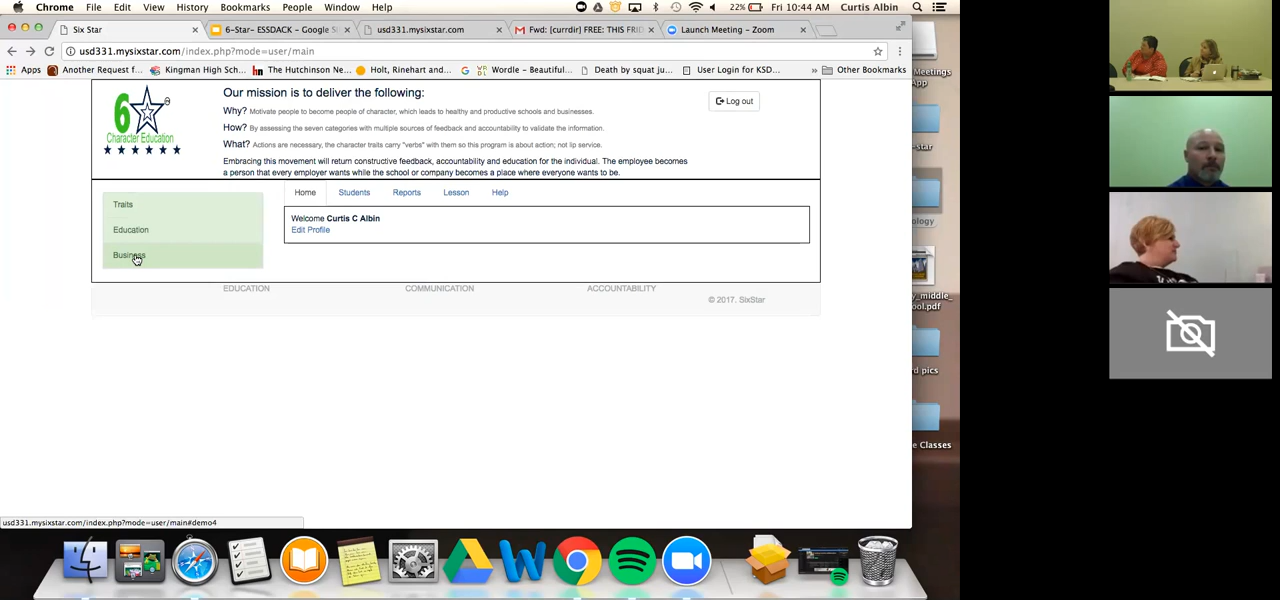 Chrome File Edit View History Bookmarks People Window Help 22% Fri 10:44 AM Curtis Albin
Six Star 6-Star- ESSDACK - Google Sl usd331.mysixstar.com Fwd: [currdir] FREE: THIS FRID Launch Meeting - Zoom
usd331.mysixstar.com/index.php?mode=user/main
Apps Another Request f... Kingman High Sch... The Hutchinson Ne... Holt, Rinehart and... Wordle - Beautiful... Death by squat ju... User Login for KSD... » Other Bookmarks
6
Character Education
Our mission is to deliver the following:
Why? Motivate people to become people of character, which leads to healthy and productive schools and businesses.
How? By assessing the seven categories with multiple sources of feedback and accountability to validate the information.
What? Actions are necessary, the character traits carry "verbs" with them so this program is about action; not lip service.
Embracing this movement will return constructive feedback, accountability and education for the individual. The employee becomes
a person that every employer wants while the school or company becomes a place where everyone wants to be.
Log out
Traits
Education
Business
Home Students Reports Lesson Help
Welcome Curtis C Albin
Edit Profile
EDUCATION COMMUNICATION ACCOUNTABILITY
© 2017. SixStar
usd331.mysixstar.com/index.php?mode=user/main#demo4
Meetings
App
-star
ology
y_middle_
ool.pdf
rd pics
e Classes